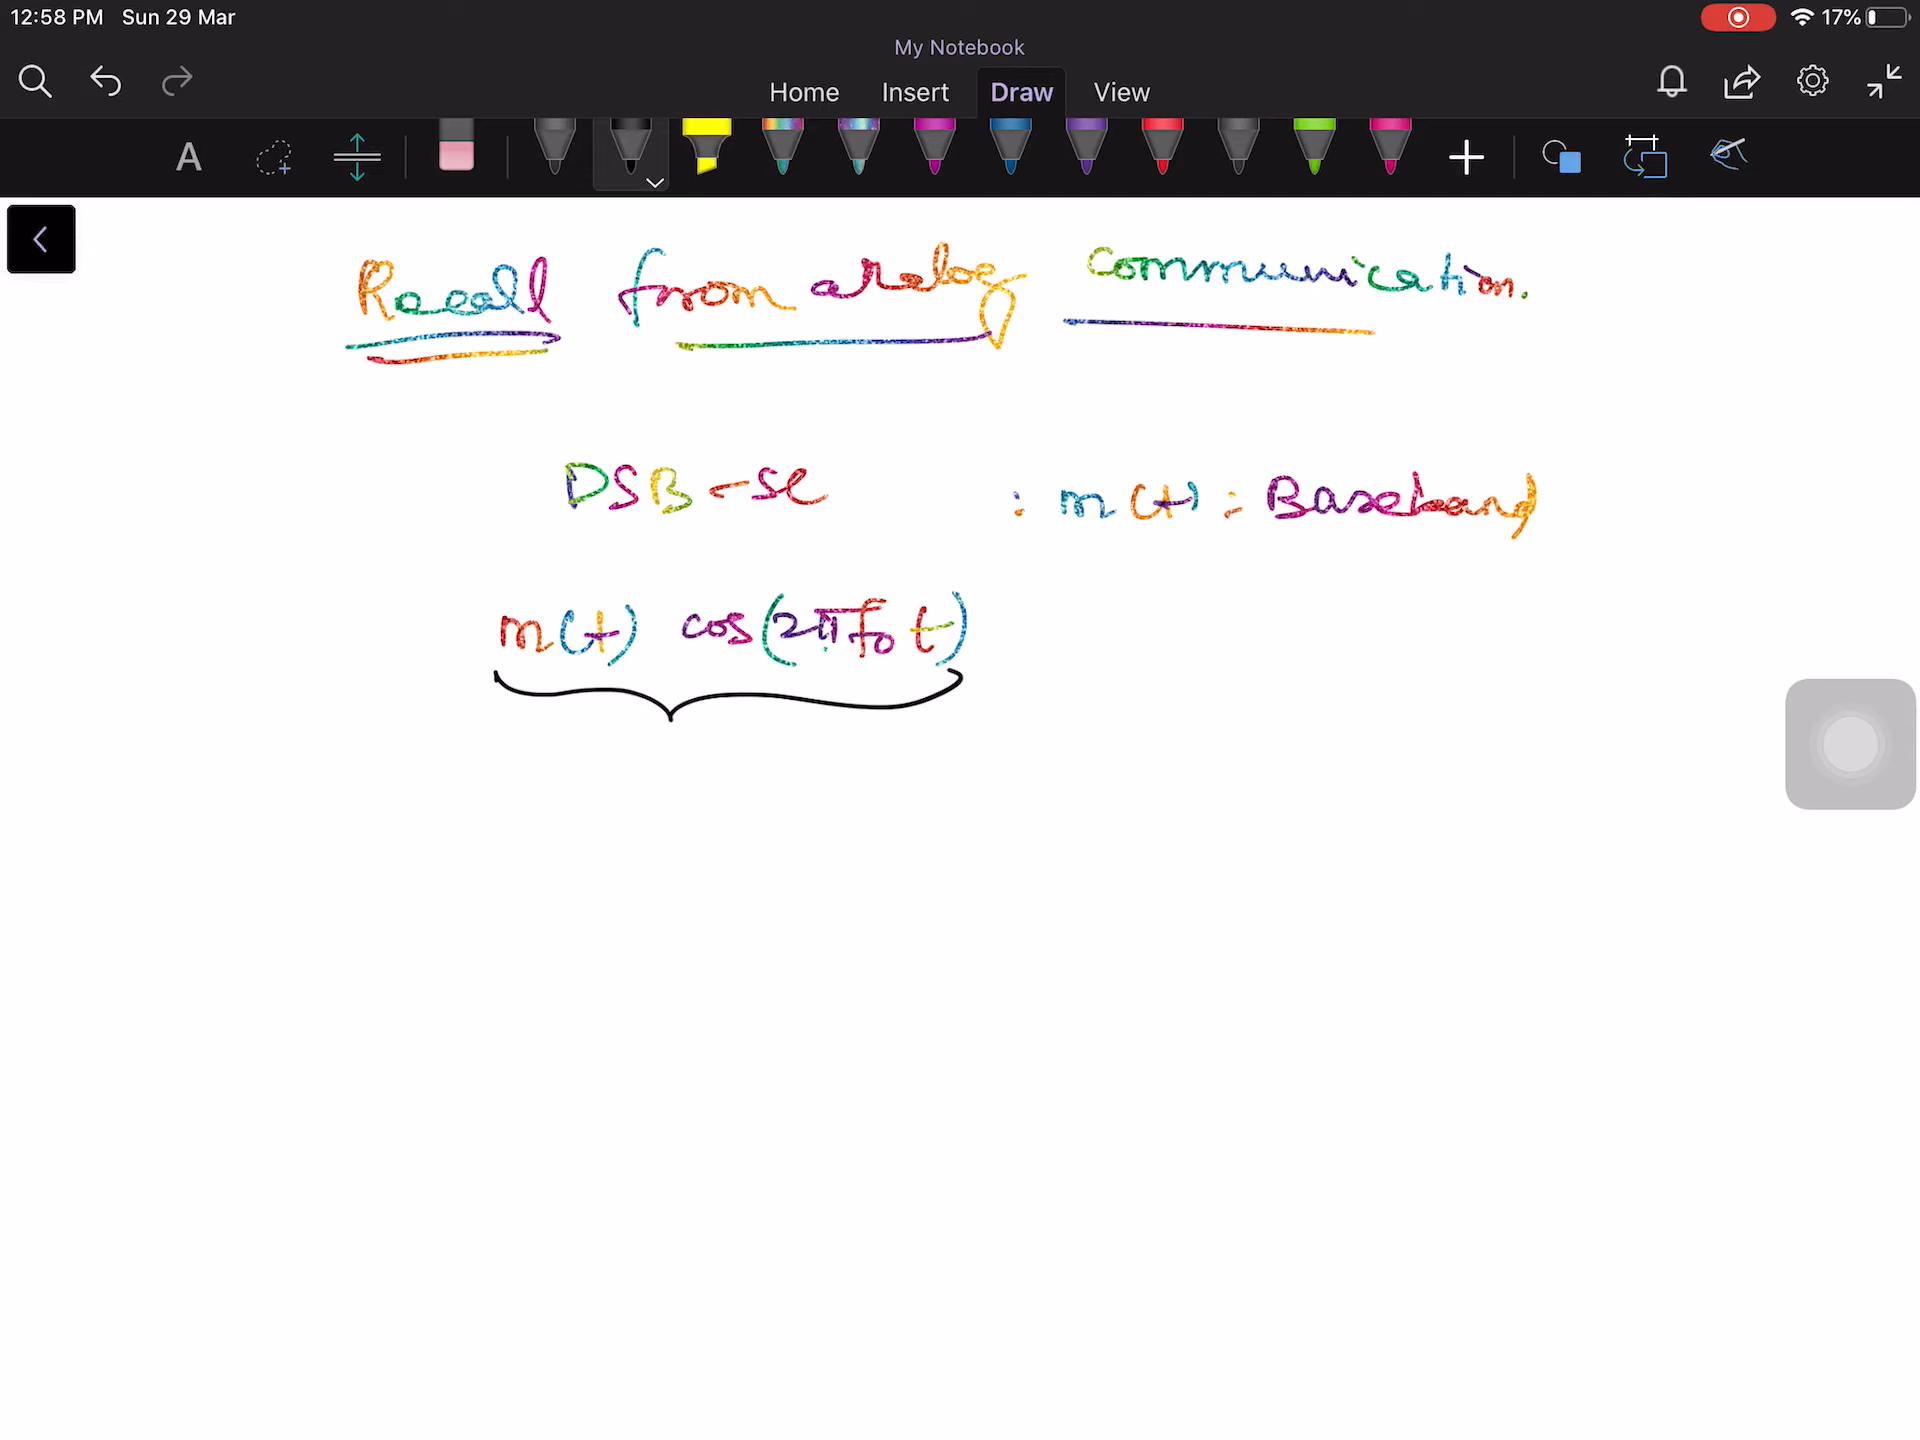 12:58 PM Sun 29 Mar 17%
My Notebook
Home Insert Draw View
A
Recall from analog communication.
DSB-SC : m(t) : Baseband
m(t) cos(2πf₀t)